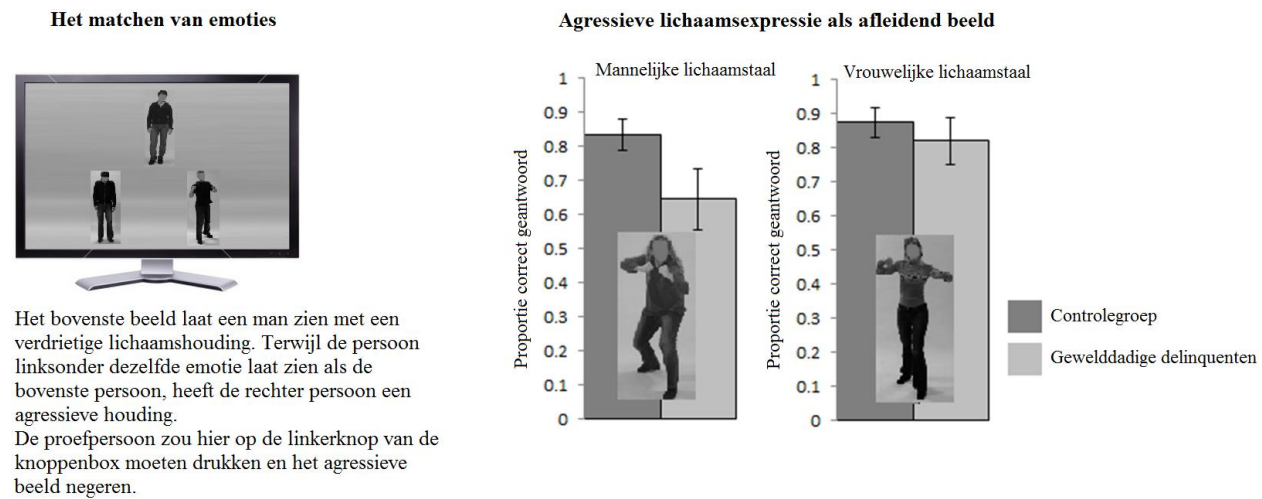 Het matchen van emoties
Het bovenste beeld laat een man zien met een
verdrietige lichaamshouding. Terwijl de persoon
linksonder dezelfde emotie laat zien als de
bovenste persoon, heeft de rechter persoon een
agressieve houding.
De proefpersoon zou hier op de linkerknop van de
knoppenbox moeten drukken en het agressieve
beeld negeren.
Agressieve lichaamsexpressie als afleidend beeld
Mannelijke lichaamstaal
Proportie correct geantwoord
1
0.9
0.8
0.7
0.6
0.5
0.4
0.3
0.2
0.1
0
Vrouwelijke lichaamstaal
Proportie correct geantwoord
1
0.9
0.8
0.7
0.6
0.5
0.4
0.3
0.2
0.1
0
Controlegroep
Gewelddadige delinquenten